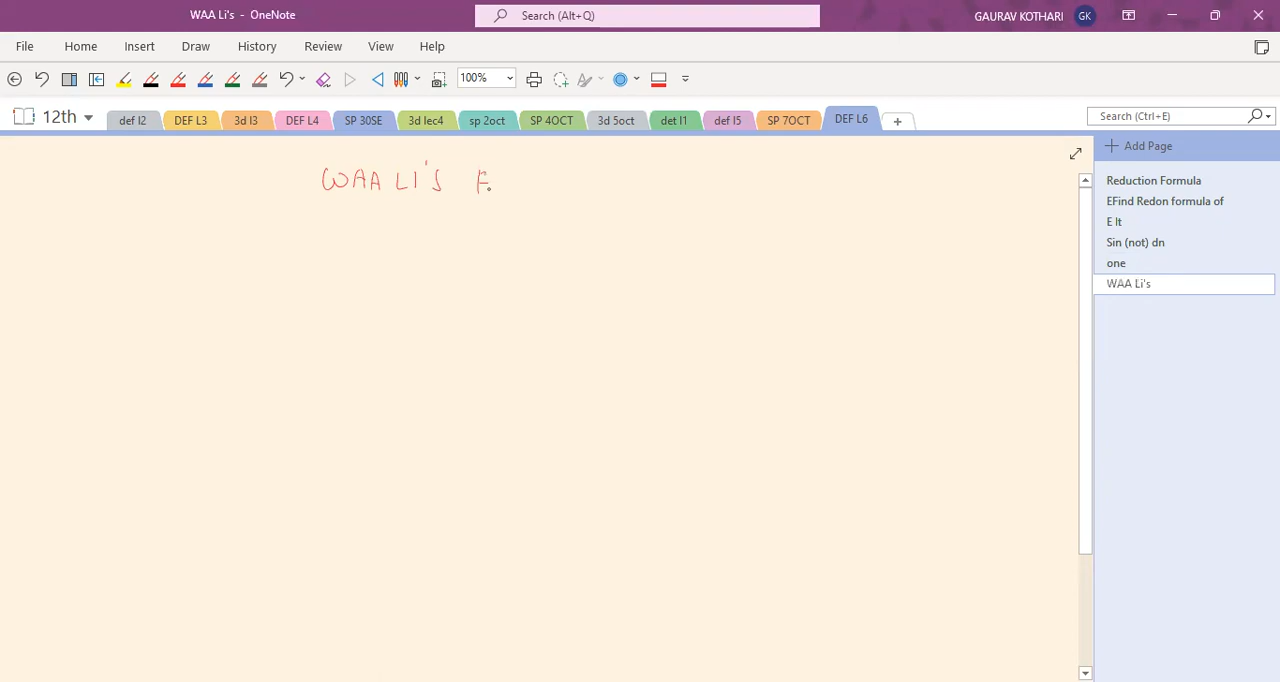 WAA Li's - OneNote
Search (Alt+Q)
GAURAV KOTHARI GK
File Home Insert Draw History Review View Help
100%
12th def l2 DEF L3 3d l3 DEF L4 SP 30SE 3d lec4 sp 2oct SP 4OCT 3d 5oct det l1 def l5 SP 7OCT DEF L6
Search (Ctrl+E)
Add Page
WAA LI'S F
Reduction Formula
EFind Redon formula of
E lt
Sin (not) dn
one
WAA Li's